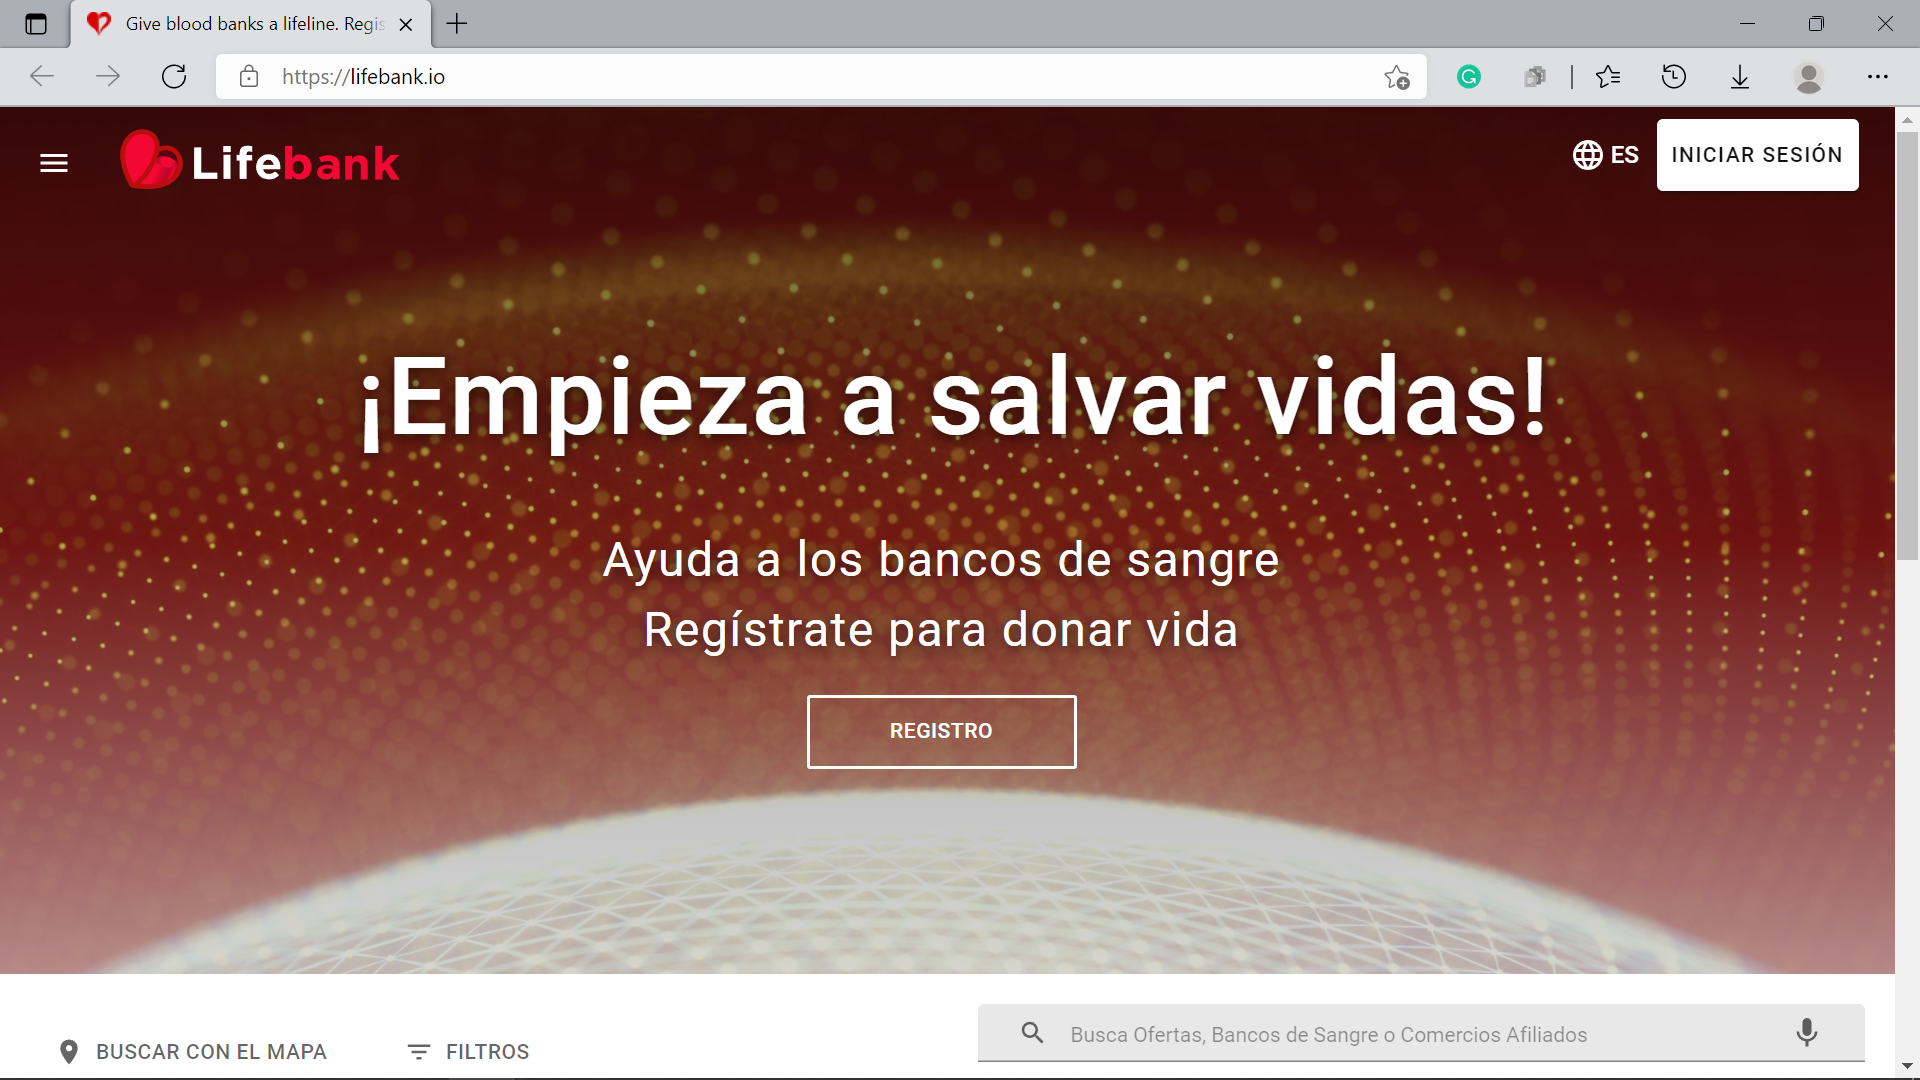 Give blood banks a lifeline. Regis
https://lifebank.io
Lifebank
ES
INICIAR SESIÓN
¡Empieza a salvar vidas!
Ayuda a los bancos de sangre
Regístrate para donar vida
REGISTRO
BUSCAR CON EL MAPA
FILTROS
Busca Ofertas, Bancos de Sangre o Comercios Afiliados